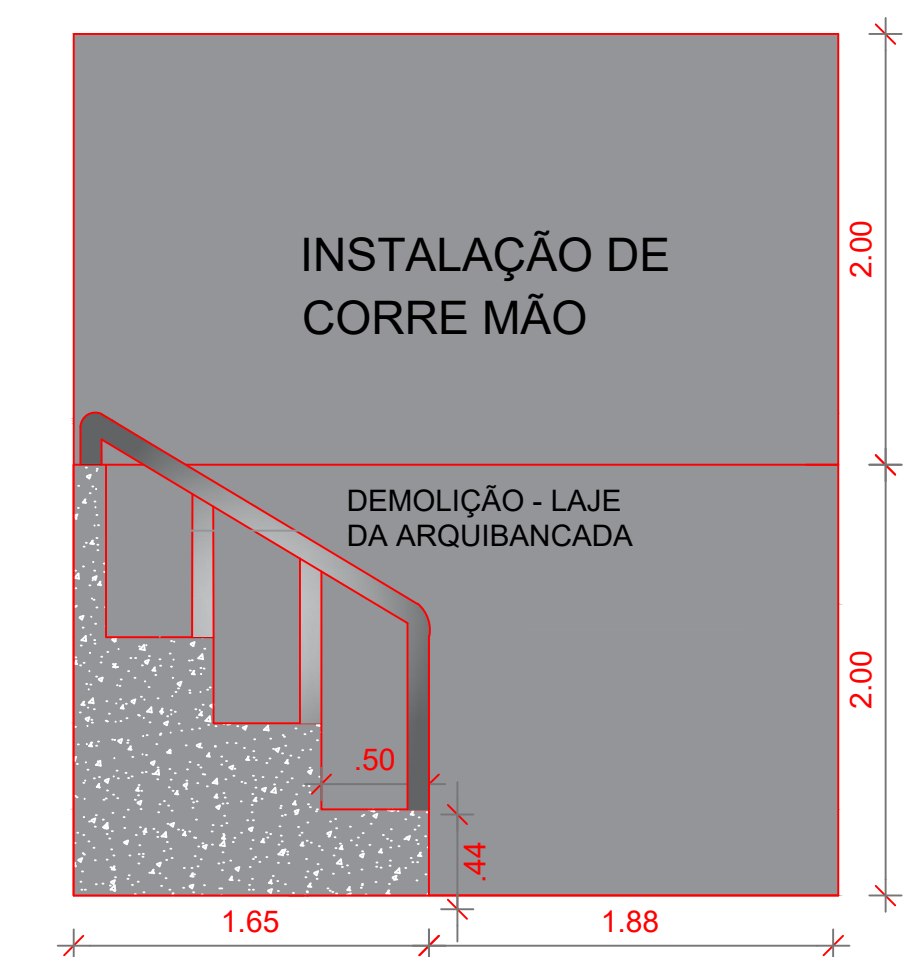 2.00
INSTALAÇÃO DE
CORRE MÃO
DEMOLIÇÃO - LAJE
DA ARQUIBANCADA
2.00
.50
.44
1.65
1.88